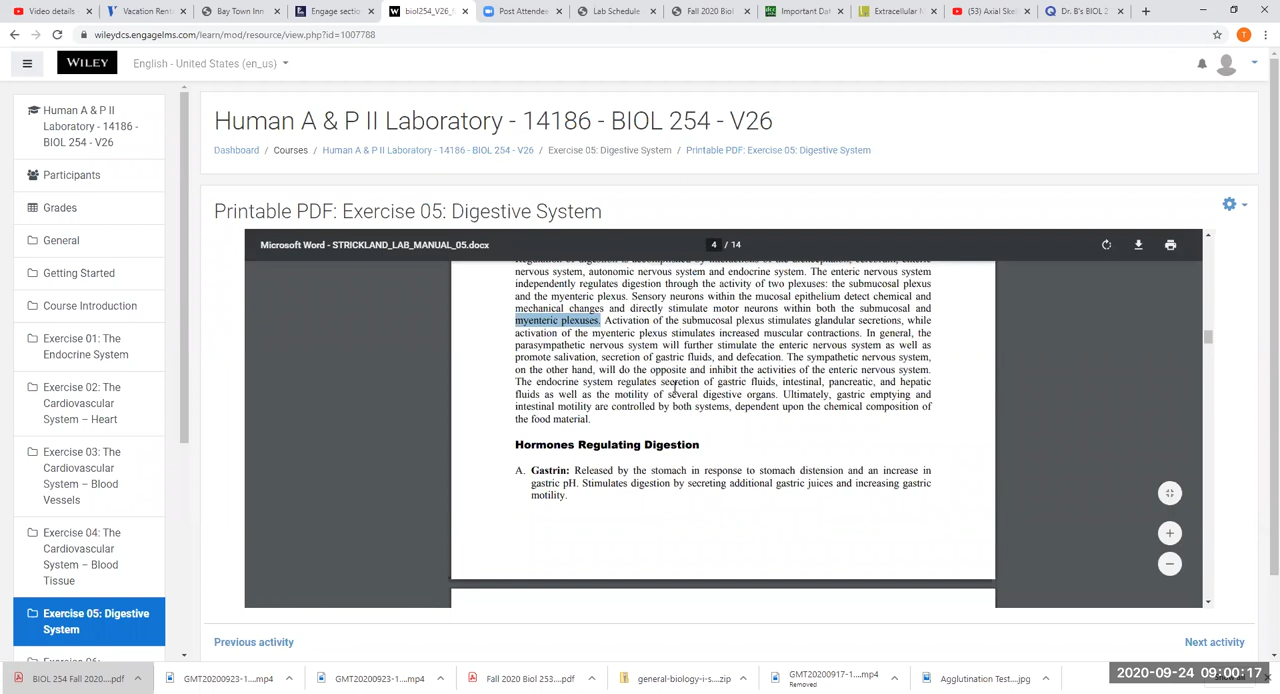 Video details
Vacation Rent
Bay Town Inn
Engage sectio
biol254_V26_f
Post Attende
Lab Schedule
Fall 2020 Biol
Important Da
Extracellular M
(53) Axial Ske
Dr. B's BIOL 2
wileydcs.engagelms.com/learn/mod/resource/view.php?id=1007788
WILEY
English - United States (en_us)
Human A & P II
Laboratory - 14186 -
BIOL 254 - V26
Participants
Grades
General
Getting Started
Course Introduction
Exercise 01: The
Endocrine System
Exercise 02: The
Cardiovascular
System – Heart
Exercise 03: The
Cardiovascular
System – Blood
Vessels
Exercise 04: The
Cardiovascular
System – Blood
Tissue
Exercise 05: Digestive
System
Human A & P II Laboratory - 14186 - BIOL 254 - V26
Dashboard / Courses / Human A & P II Laboratory - 14186 - BIOL 254 - V26 / Exercise 05: Digestive System / Printable PDF: Exercise 05: Digestive System
Printable PDF: Exercise 05: Digestive System
Microsoft Word - STRICKLAND_LAB_MANUAL_05.docx
4 / 14
nervous system, autonomic nervous system and endocrine system. The enteric nervous system
independently regulates digestion through the activity of two plexuses: the submucosal plexus
and the myenteric plexus. Sensory neurons within the mucosal epithelium detect chemical and
mechanical changes and directly stimulate motor neurons within both the submucosal and
myenteric plexuses. Activation of the submucosal plexus stimulates glandular secretions, while
activation of the myenteric plexus stimulates increased muscular contractions. In general, the
parasympathetic nervous system will further stimulate the enteric nervous system as well as
promote salivation, secretion of gastric fluids, and defecation. The sympathetic nervous system,
on the other hand, will do the opposite and inhibit the activities of the enteric nervous system.
The endocrine system regulates secretion of gastric fluids, intestinal, pancreatic, and hepatic
fluids as well as the motility of several digestive organs. Ultimately, gastric emptying and
intestinal motility are controlled by both systems, dependent upon the chemical composition of
the food material.
Hormones Regulating Digestion
A. Gastrin: Released by the stomach in response to stomach distension and an increase in
gastric pH. Stimulates digestion by secreting additional gastric juices and increasing gastric
motility.
Previous activity
Next activity
BIOL 254 Fall 2020....pdf
GMT20200923-1....mp4
GMT20200923-1....mp4
Fall 2020 Biol 253....pdf
general-biology-i-s....zip
GMT20200917-1....mp4
Removed
Agglutination Test....jpg
2020-09-24 09:00:17
T